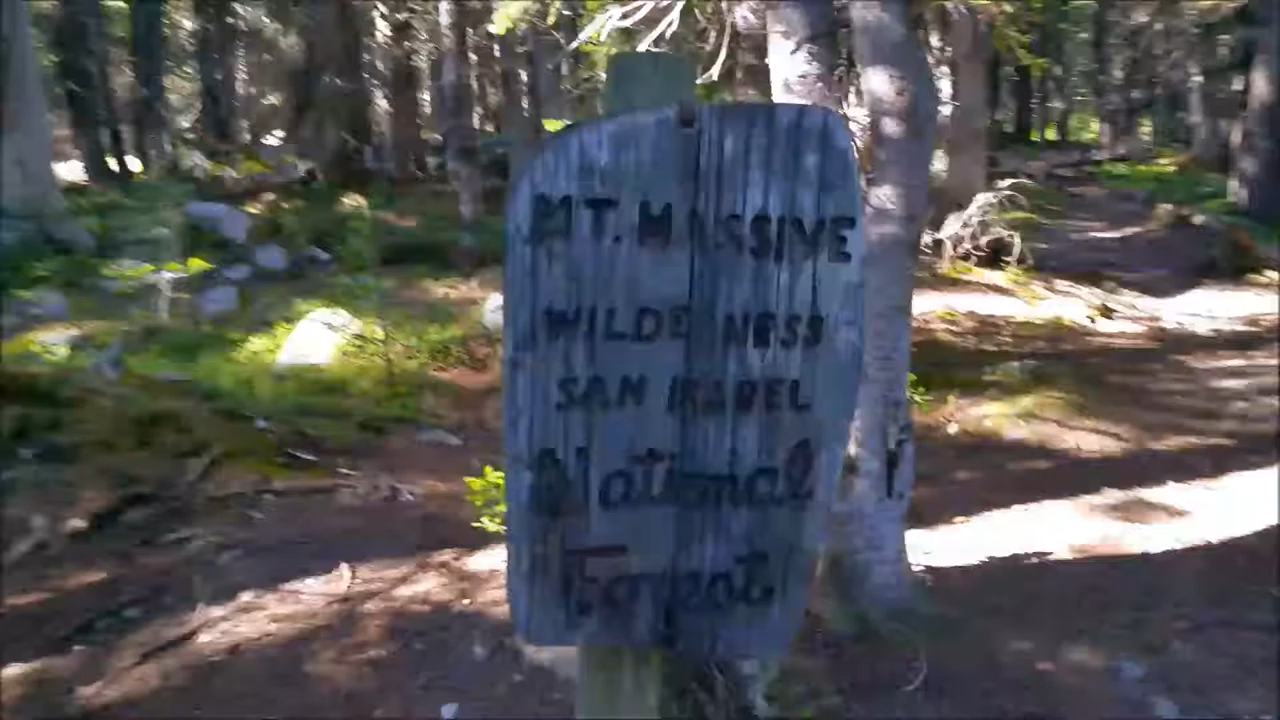 MT. MASSIVE
WILDERNESS
SAN ISABEL
National
Forest